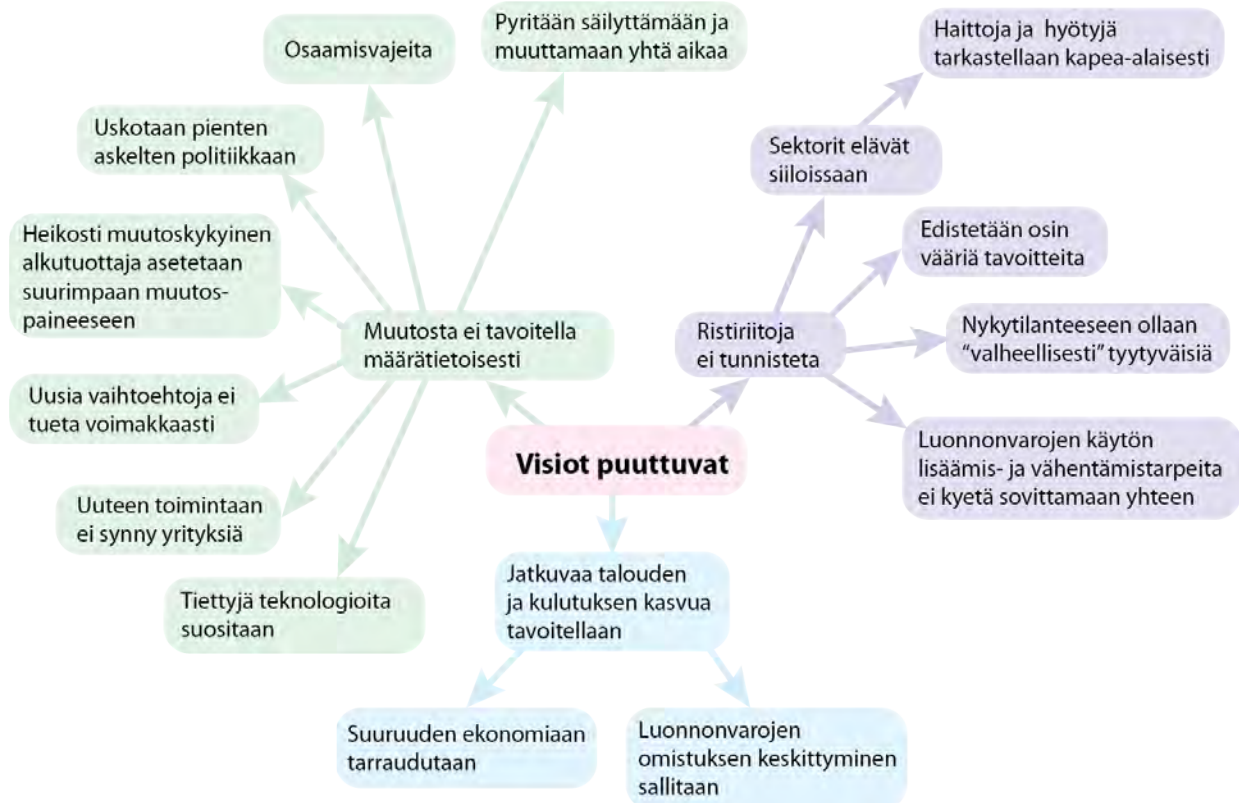 Osaamisvajeita
Pyritään säilyttämään ja
muuttamaan yhtä aikaa
Haittoja ja hyötyjä
tarkastellaan kapea-alaisesti
Uskotaan pienten
askelten politiikkaan
Sektorit elävät
siiloissaan
Heikosti muutoskykyinen
alkutuottaja asetetaan
suurimpaan muutos-
paineeseen
Edistetään osin
vääriä tavoitteita
Muutosta ei tavoitella
määrätietoisesti
Ristiriitoja
ei tunnisteta
Nykytilanteeseen ollaan
“valheellisesti” tyytyväisiä
Uusia vaihtoehtoja ei
tueta voimakkaasti
Visiot puuttuvat
Luonnonvarojen käytön
lisäämis- ja vähentämistarpeita
ei kyetä sovittamaan yhteen
Uuteen toimintaan
ei synny yrityksiä
Tiettyjä teknologioita
suositaan
Jatkuvaa talouden
ja kulutuksen kasvua
tavoitellaan
Suuruuden ekonomiaan
tarraudutaan
Luonnonvarojen
omistuksen keskittyminen
sallitaan